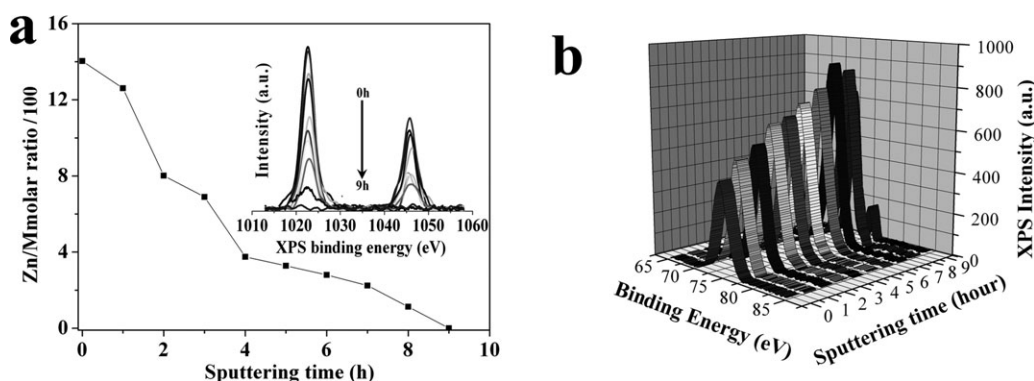 a
16
12
8
4
0
Zn/Mmolar ratio /100
0 2 4 6 8 10
Sputtering time (h)
Intensity (a.u.)
0h
9h
1010 1020 1030 1040 1050 1060
XPS binding energy (eV)
b
1000
800
600
400
200
XPS Intensity (a.u.)
65 70 75 80 85
Binding Energy (eV)
0 1 2 3 4 5 6 7 8 9 0
Sputtering time (hour)